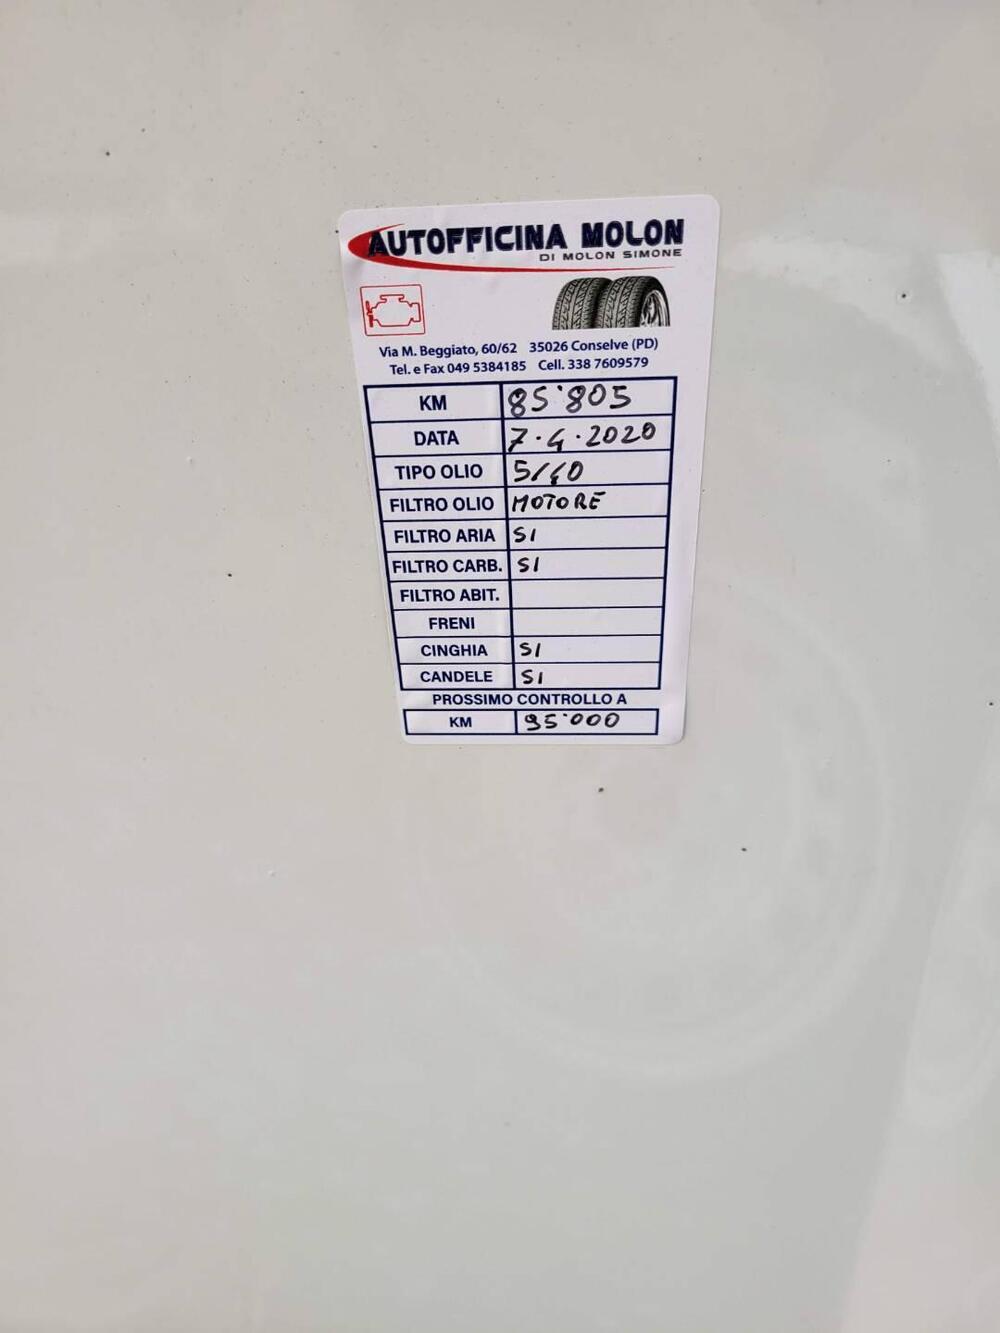 AUTOFFICINA MOLON
DI MOLON SIMONE
Via M. Beggiato, 60/62 35026 Conselve (PD)
Tel. e Fax 049 5384185 Cell. 338 7609579
KM 85'805
DATA 7.4.2020
TIPO OLIO 5/40
FILTRO OLIO MOTORE
FILTRO ARIA SI
FILTRO CARB. SI
FILTRO ABIT.
FRENI
CINGHIA SI
CANDELE SI
PROSSIMO CONTROLLO A
KM 95'000